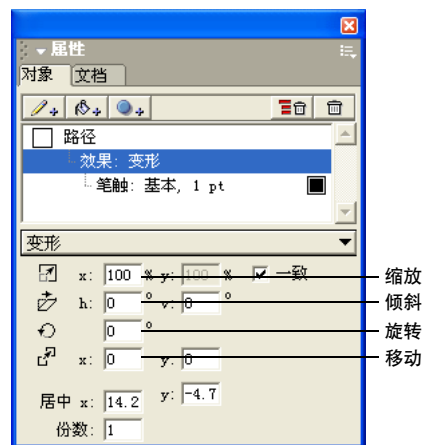 属性
对象 文档
路径
效果: 变形
笔触: 基本, 1 pt
变形
x: 100 % y: 100 % 一致 缩放
h: 0 ° v: 0 ° 倾斜
0 ° 旋转
x: 0 y: 0 移动
居中 x: 14.2 y: -4.7
份数: 1